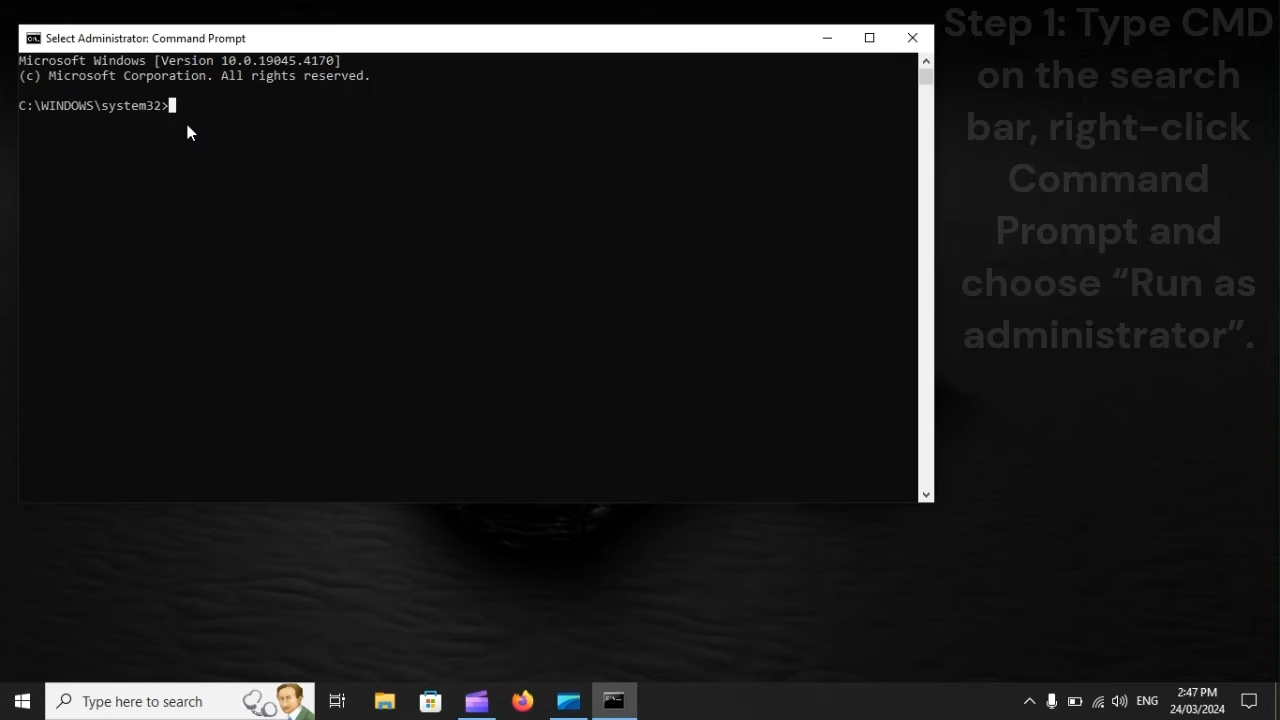 Select Administrator: Command Prompt
Microsoft Windows [Version 10.0.19045.4170]
(c) Microsoft Corporation. All rights reserved.
C:\WINDOWS\system32>
Step 1: Type CMD
on the search
bar, right-click
Command
Prompt and
choose “Run as
administrator”.
Type here to search
ENG
2:47 PM
24/03/2024